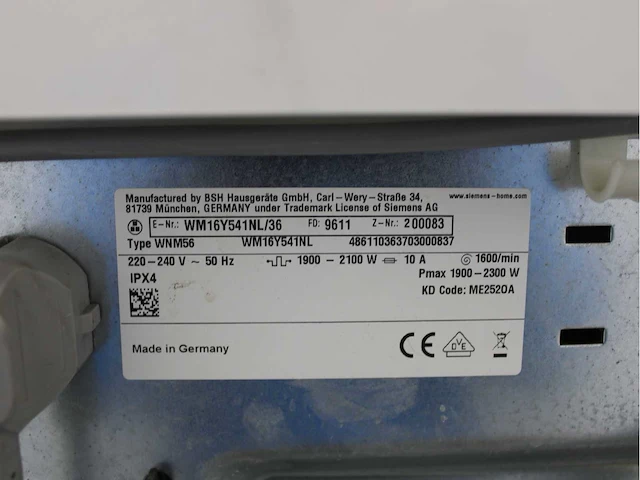 Manufactured by BSH Hausgeräte GmbH, Carl-Wery-Straße 34,
81739 München, GERMANY under Trademark License of Siemens AG
www.siemens-home.com
E-Nr.: WM16Y541NL/36 FD: 9611 Z-Nr.: 200083
Type WNM56 WM16Y541NL 486110363703000837
220-240 V ~ 50 Hz 1900-2100 W 10 A 1600/min
IPX4 Pmax 1900-2300 W
KD Code: ME2520A
Made in Germany CE DVE